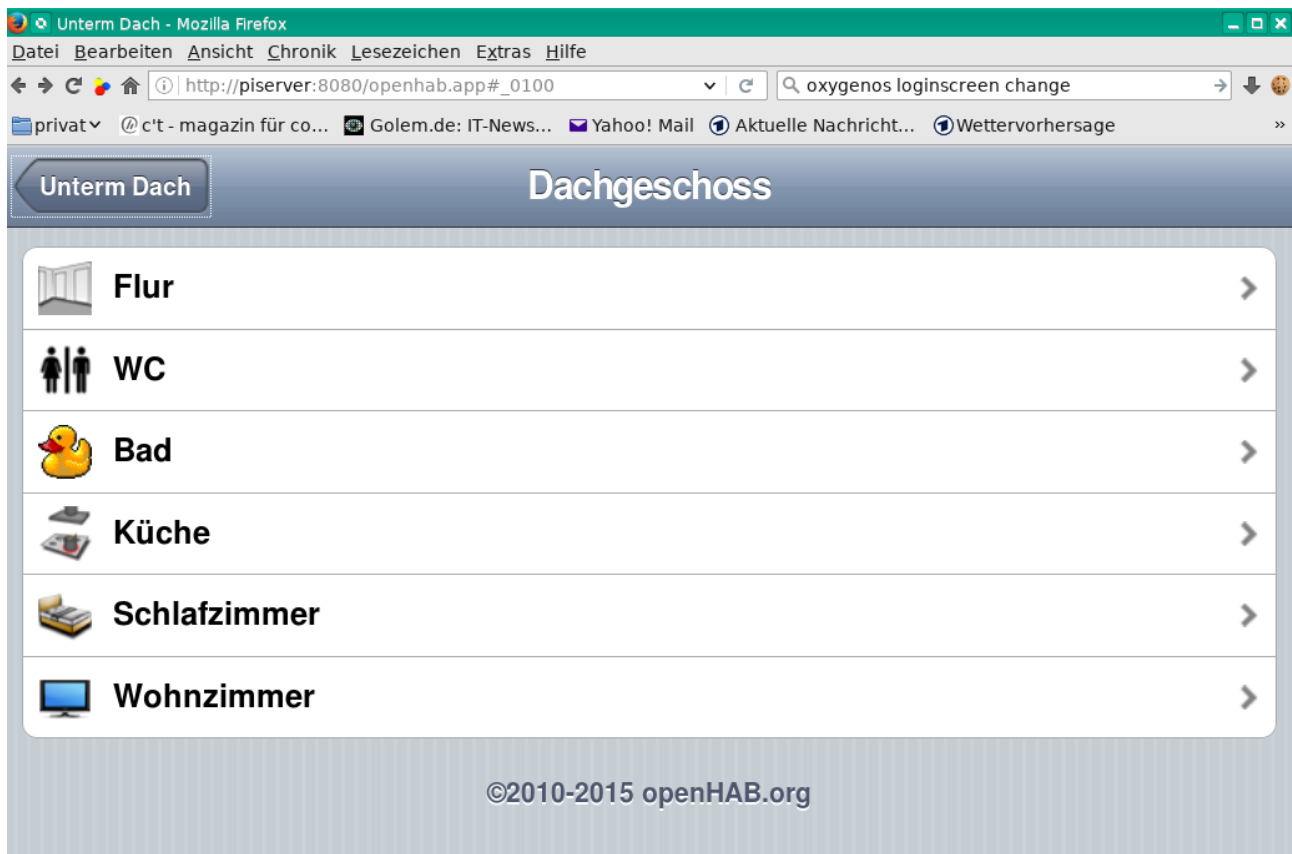 Unterm Dach - Mozilla Firefox
Datei Bearbeiten Ansicht Chronik Lesezeichen Extras Hilfe
http://piserver:8080/openhab.app#_0100 oxygenos loginscreen change
privat c't - magazin für co... Golem.de: IT-News... Yahoo! Mail Aktuelle Nachricht... Wettervorhersage »
Unterm Dach Dachgeschoss
Flur
WC
Bad
Küche
Schlafzimmer
Wohnzimmer
©2010-2015 openHAB.org